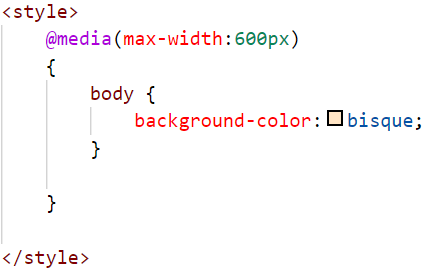 <style>
@media(max-width:600px)
{
body {
background-color: bisque;
}
}
</style>